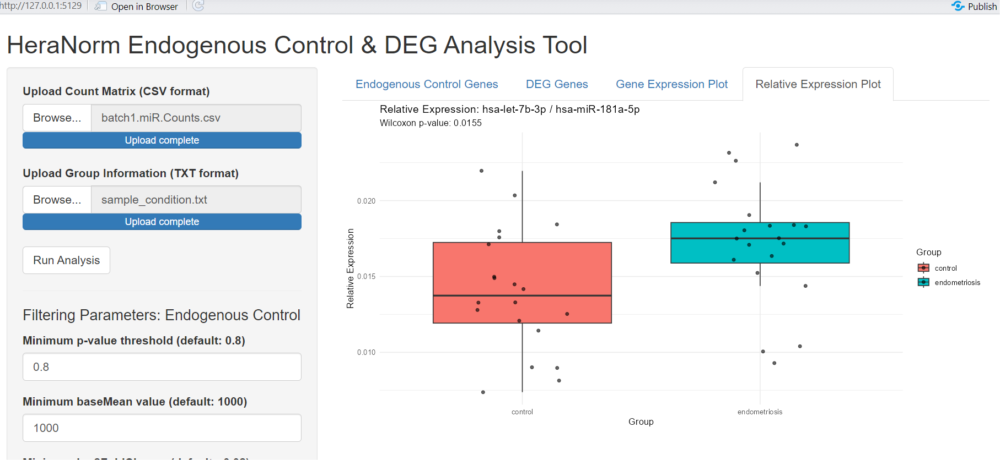 http://127.0.0.1:5129
Open in Browser
Publish
HeraNorm Endogenous Control & DEG Analysis Tool
Upload Count Matrix (CSV format)
Browse... batch1.miR.Counts.csv
Upload complete
Upload Group Information (TXT format)
Browse... sample_condition.txt
Upload complete
Run Analysis
Filtering Parameters: Endogenous Control
Minimum p-value threshold (default: 0.8)
0.8
Minimum baseMean value (default: 1000)
1000
Endogenous Control Genes
DEG Genes
Gene Expression Plot
Relative Expression Plot
Relative Expression: hsa-let-7b-3p / hsa-miR-181a-5p
Wilcoxon p-value: 0.0155
Relative Expression
0.020
0.015
0.010
control
endometriosis
Group
Group
control
endometriosis